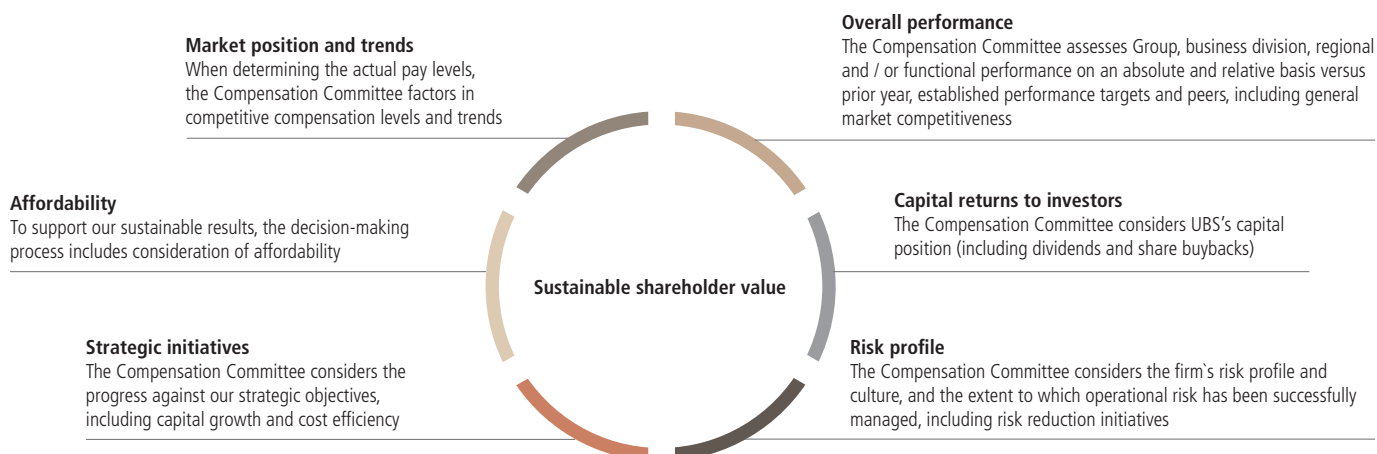 Market position and trends
When determining the actual pay levels,
the Compensation Committee factors in
competitive compensation levels and trends
Overall performance
The Compensation Committee assesses Group, business division, regional
and / or functional performance on an absolute and relative basis versus
prior year, established performance targets and peers, including general
market competitiveness
Affordability
To support our sustainable results, the decision-making
process includes consideration of affordability
Capital returns to investors
The Compensation Committee considers UBS's capital
position (including dividends and share buybacks)
Sustainable shareholder value
Strategic initiatives
The Compensation Committee considers the
progress against our strategic objectives,
including capital growth and cost efficiency
Risk profile
The Compensation Committee considers the firm`s risk profile and
culture, and the extent to which operational risk has been successfully
managed, including risk reduction initiatives